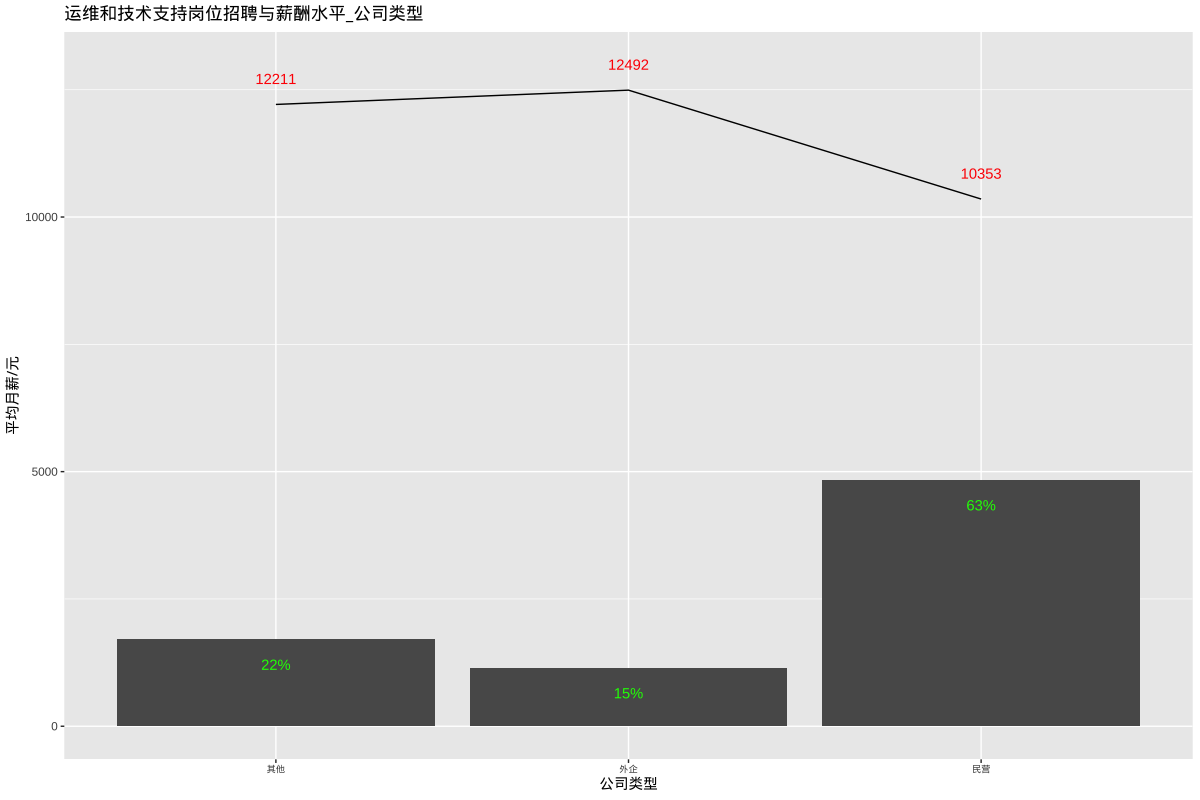 运维和技术支持岗位招聘与薪酬水平_公司类型
12492
12211
10353
10000
平均月薪/元
5000
63%
22%
15%
0
其他
外企
民营
公司类型